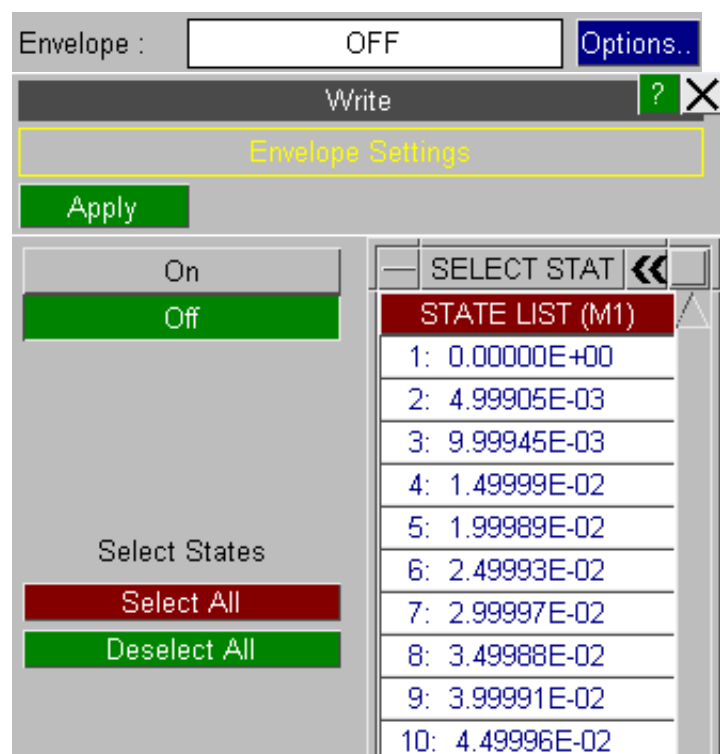 Envelope : OFF Options..
Write ?
Envelope Settings
Apply
On
Off
Select States
Select All
Deselect All
SELECT STAT
STATE LIST (M1)
1: 0.00000E+00
2: 4.99905E-03
3: 9.99945E-03
4: 1.49999E-02
5: 1.99989E-02
6: 2.49993E-02
7: 2.99997E-02
8: 3.49988E-02
9: 3.99991E-02
10: 4.49996E-02